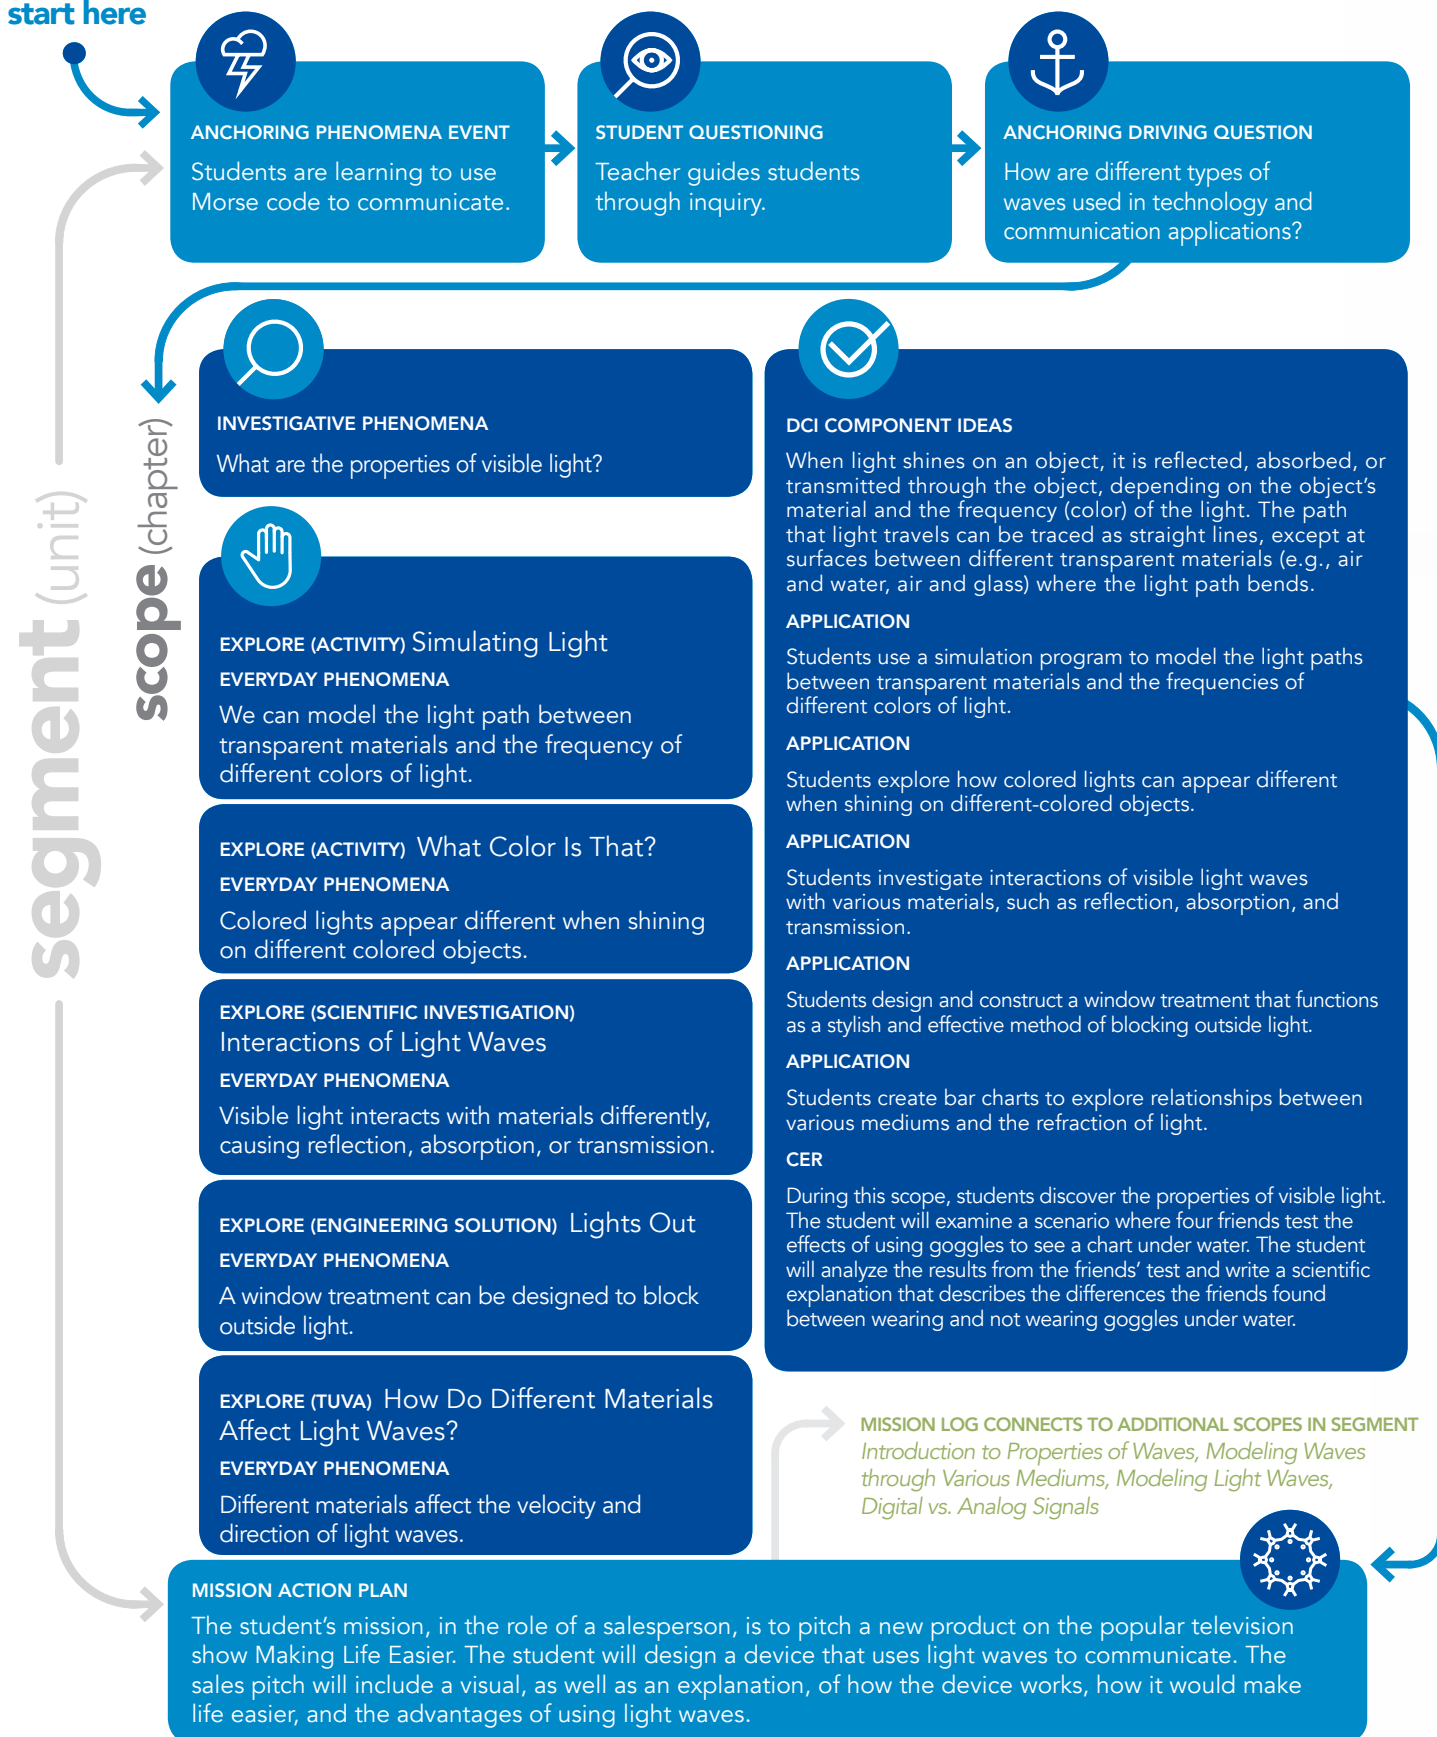 start here
ANCHORING PHENOMENA EVENT
Students are learning to use
Morse code to communicate.
STUDENT QUESTIONING
Teacher guides students
through inquiry.
ANCHORING DRIVING QUESTION
How are different types of
waves used in technology and
communication applications?
segment (unit)
scope (chapter)
INVESTIGATIVE PHENOMENA
What are the properties of visible light?
EXPLORE (ACTIVITY) Simulating Light
EVERYDAY PHENOMENA
We can model the light path between
transparent materials and the frequency of
different colors of light.
EXPLORE (ACTIVITY) What Color Is That?
EVERYDAY PHENOMENA
Colored lights appear different when shining
on different colored objects.
EXPLORE (SCIENTIFIC INVESTIGATION)
Interactions of Light Waves
EVERYDAY PHENOMENA
Visible light interacts with materials differently,
causing reflection, absorption, or transmission.
EXPLORE (ENGINEERING SOLUTION) Lights Out
EVERYDAY PHENOMENA
A window treatment can be designed to block
outside light.
EXPLORE (TUVA) How Do Different Materials
Affect Light Waves?
EVERYDAY PHENOMENA
Different materials affect the velocity and
direction of light waves.
DCI COMPONENT IDEAS
When light shines on an object, it is reflected, absorbed, or
transmitted through the object, depending on the object's
material and the frequency (color) of the light. The path
that light travels can be traced as straight lines, except at
surfaces between different transparent materials (e.g., air
and water, air and glass) where the light path bends.
APPLICATION
Students use a simulation program to model the light paths
between transparent materials and the frequencies of
different colors of light.
APPLICATION
Students explore how colored lights can appear different
when shining on different-colored objects.
APPLICATION
Students investigate interactions of visible light waves
with various materials, such as reflection, absorption, and
transmission.
APPLICATION
Students design and construct a window treatment that functions
as a stylish and effective method of blocking outside light.
APPLICATION
Students create bar charts to explore relationships between
various mediums and the refraction of light.
CER
During this scope, students discover the properties of visible light.
The student will examine a scenario where four friends test the
effects of using goggles to see a chart under water. The student
will analyze the results from the friends' test and write a scientific
explanation that describes the differences the friends found
between wearing and not wearing goggles under water.
MISSION LOG CONNECTS TO ADDITIONAL SCOPES IN SEGMENT
Introduction to Properties of Waves, Modeling Waves
through Various Mediums, Modeling Light Waves,
Digital vs. Analog Signals
MISSION ACTION PLAN
The student's mission, in the role of a salesperson, is to pitch a new product on the popular television
show Making Life Easier. The student will design a device that uses light waves to communicate. The
sales pitch will include a visual, as well as an explanation, of how the device works, how it would make
life easier, and the advantages of using light waves.